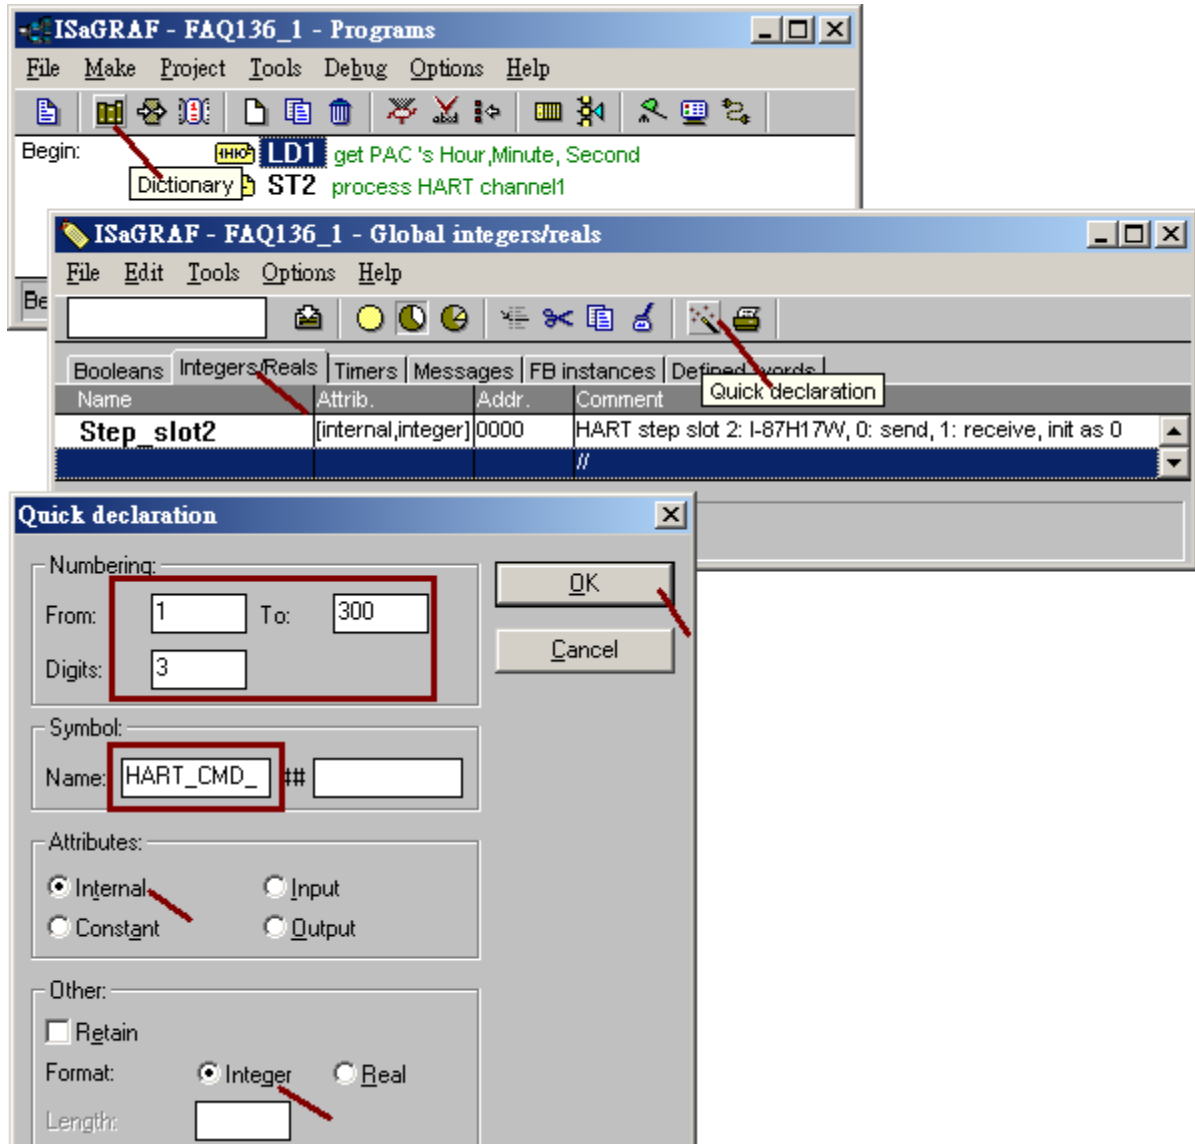 ISaGRAF - FAQ136_1 - Programs
File Make Project Tools Debug Options Help
Begin: LD1 get PAC 's Hour,Minute, Second
Dictionary ST2 process HART channel1
ISaGRAF - FAQ136_1 - Global integers/reals
File Edit Tools Options Help
Be
Booleans Integers/Reals Timers Messages FB instances Defined words
Quick declaration
Name Attrib. Addr. Comment
Step_slot2 [internal,integer] 0000 HART step slot 2: I-87H17W, 0: send, 1: receive, init as 0
//
Quick declaration
Numbering:
From: 1 To: 300
Digits: 3
OK
Cancel
Symbol:
Name: HART_CMD_ ##
Attributes:
Internal Input
Constant Output
Other:
Retain
Format: Integer Real
Length: